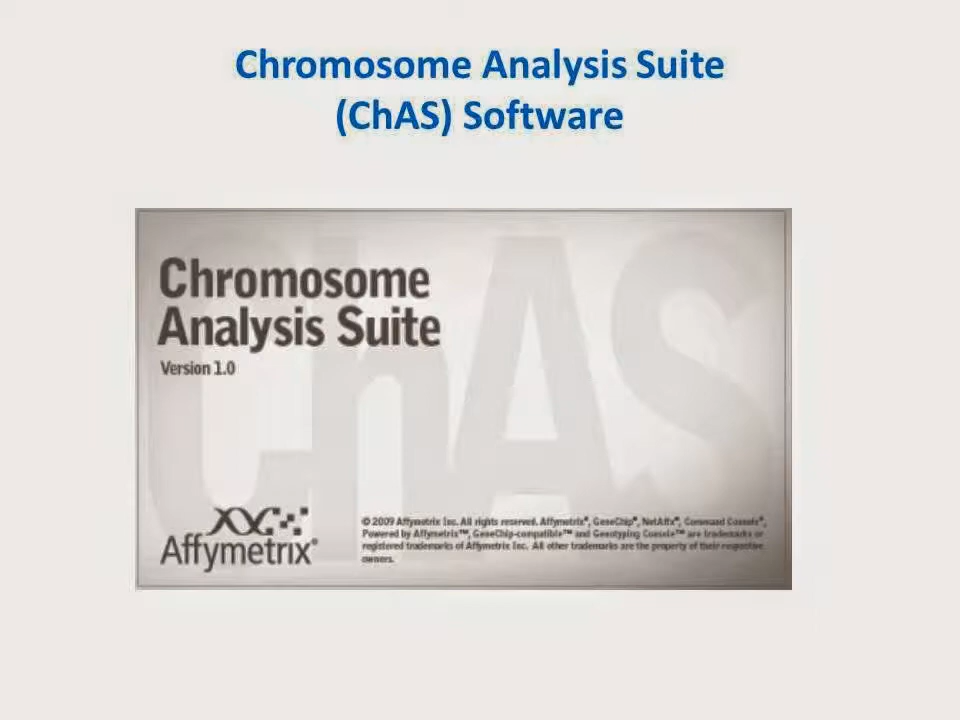 Chromosome Analysis Suite
(ChAS) Software
ChAS
Chromosome
Analysis Suite
Version 1.0
Affymetrix®
© 2009 Affymetrix Inc. All rights reserved. Affymetrix®, GeneChip®, NetAffx®, Command Console®,
Powered by Affymetrix™, GeneChip-compatible™ and Genotyping Console™ are trademarks or
registered trademarks of Affymetrix Inc. All other trademarks are the property of their respective
owners.